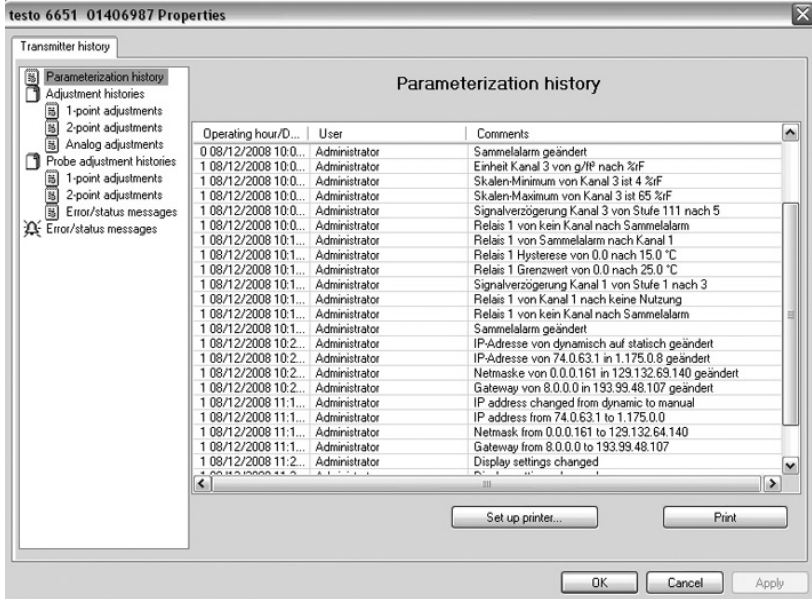 testo 6651 01406987 Properties
Transmitter history
Parameterization history
Adjustment histories
1-point adjustments
2-point adjustments
Analog adjustments
Probe adjustment histories
1-point adjustments
2-point adjustments
Error/status messages
Error/status messages
Parameterization history
Operating hour/D... User Comments
0 08/12/2008 10:0... Administrator Sammelalarm geändert
1 08/12/2008 10:0... Administrator Einheit Kanal 3 von g/ft³ nach %rF
1 08/12/2008 10:0... Administrator Skalen-Minimum von Kanal 3 ist 4 %rF
1 08/12/2008 10:0... Administrator Skalen-Maximum von Kanal 3 ist 65 %rF
1 08/12/2008 10:0... Administrator Signalverzögerung Kanal 3 von Stufe 111 nach 5
1 08/12/2008 10:0... Administrator Relais 1 von kein Kanal nach Sammelalarm
1 08/12/2008 10:1... Administrator Relais 1 von Sammelalarm nach Kanal 1
1 08/12/2008 10:1... Administrator Relais 1 Hysterese von 0.0 nach 15.0 °C
1 08/12/2008 10:1... Administrator Relais 1 Grenzwert von 0.0 nach 25.0 °C
1 08/12/2008 10:1... Administrator Signalverzögerung Kanal 1 von Stufe 1 nach 3
1 08/12/2008 10:1... Administrator Relais 1 von Kanal 1 nach keine Nutzung
1 08/12/2008 10:1... Administrator Relais 1 von kein Kanal nach Sammelalarm
1 08/12/2008 10:1... Administrator Sammelalarm geändert
1 08/12/2008 10:2... Administrator IP-Adresse von dynamisch auf statisch geändert
1 08/12/2008 10:2... Administrator IP-Adresse von 74.0.63.1 in 1.175.0.8 geändert
1 08/12/2008 10:2... Administrator Netmaske von 0.0.0.161 in 129.132.69.140 geändert
1 08/12/2008 10:2... Administrator Gateway von 8.0.0.0 in 193.99.48.107 geändert
1 08/12/2008 11:1... Administrator IP address changed from dynamic to manual
1 08/12/2008 11:1... Administrator IP address from 74.0.63.1 to 1.175.0.0
1 08/12/2008 11:1... Administrator Netmask from 0.0.0.161 to 129.132.64.140
1 08/12/2008 11:1... Administrator Gateway from 8.0.0.0 to 193.99.48.107
1 08/12/2008 11:2... Administrator Display settings changed
Set up printer... Print
OK Cancel Apply